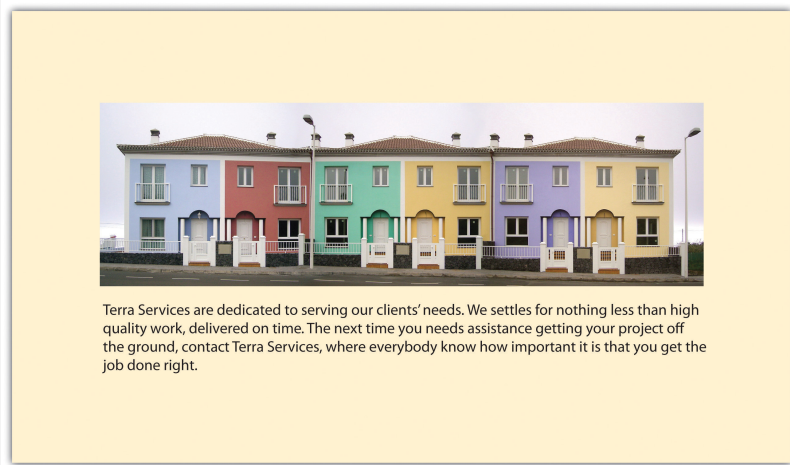 Terra Services are dedicated to serving our clients' needs. We settles for nothing less than high
quality work, delivered on time. The next time you needs assistance getting your project off
the ground, contact Terra Services, where everybody know how important it is that you get the
job done right.